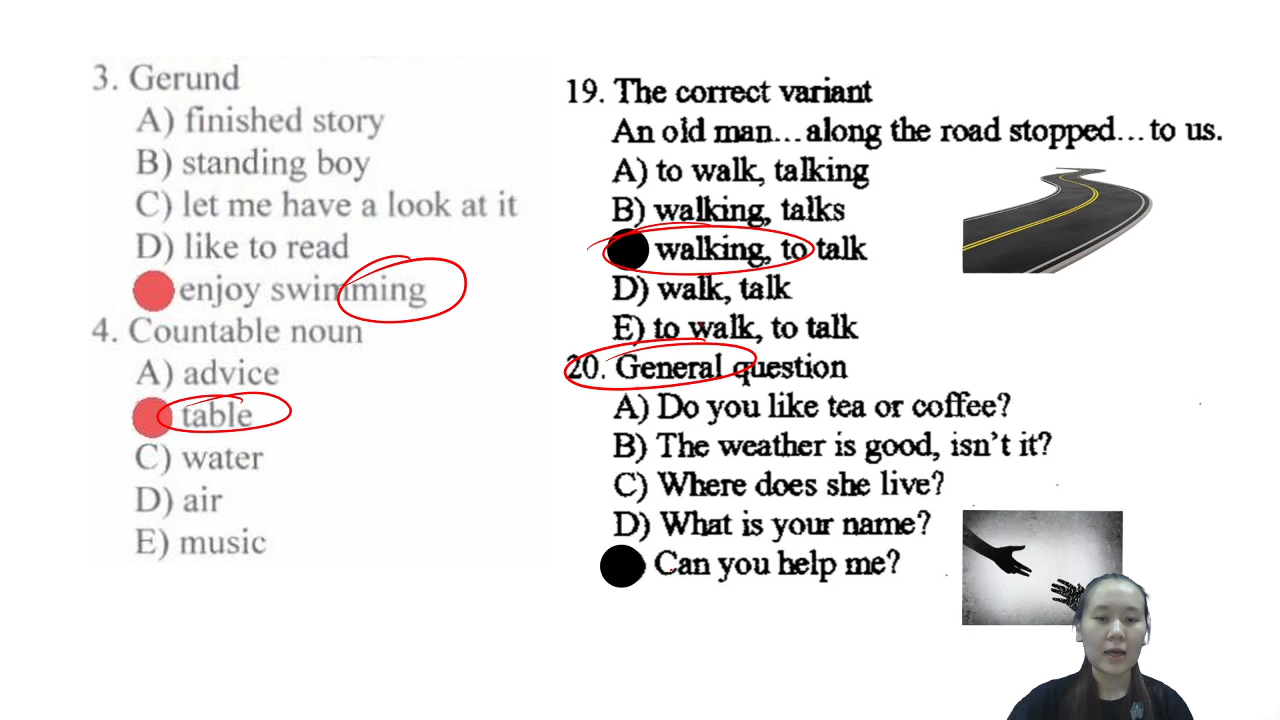 3. Gerund
A) finished story
B) standing boy
C) let me have a look at it
D) like to read
enjoy swimming
4. Countable noun
A) advice
table
C) water
D) air
E) music
19. The correct variant
An old man...along the road stopped...to us.
A) to walk, talking
B) walking, talks
walking, to talk
D) walk, talk
E) to walk, to talk
20. General question
A) Do you like tea or coffee?
B) The weather is good, isn't it?
C) Where does she live?
D) What is your name?
Can you help me?